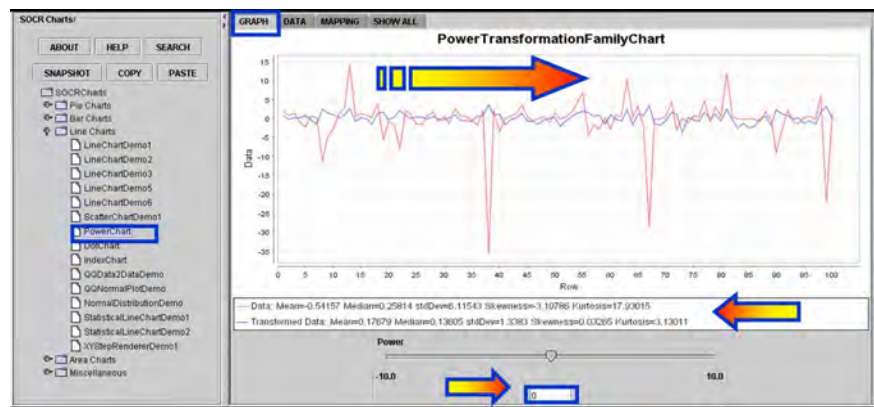 SOCR Charts/
ABOUT HELP SEARCH
SNAPSHOT COPY PASTE
SOCRCharts
Pie Charts
Bar Charts
Line Charts
LineChartDemo1
LineChartDemo2
LineChartDemo3
LineChartDemo5
LineChartDemo6
ScatterChartDemo1
PowerChart
DotChart
IndexChart
QQData2DataDemo
QQNormalPlotDemo
NormalDistributionDemo
StatisticalLineChartDemo1
StatisticalLineChartDemo2
XYStepRendererDemo1
Area Charts
Miscellaneous
GRAPH DATA MAPPING SHOW ALL
PowerTransformationFamilyChart
Data
15
10
5
0
-5
-10
-15
-20
-25
-30
-35
0 5 10 15 20 25 30 35 40 45 50 55 60 65 70 75 80 85 90 95 100
Row
Data: Mean=-0.54157 Median=0.25814 stdDev=6.11543 Skewness=-3.10786 Kurtosis=17.93015
Transformed Data: Mean=0.17679 Median=0.13605 stdDev=1.3383 Skewness=0.03265 Kurtosis=3.13011
Power
-10.0 10.0
0